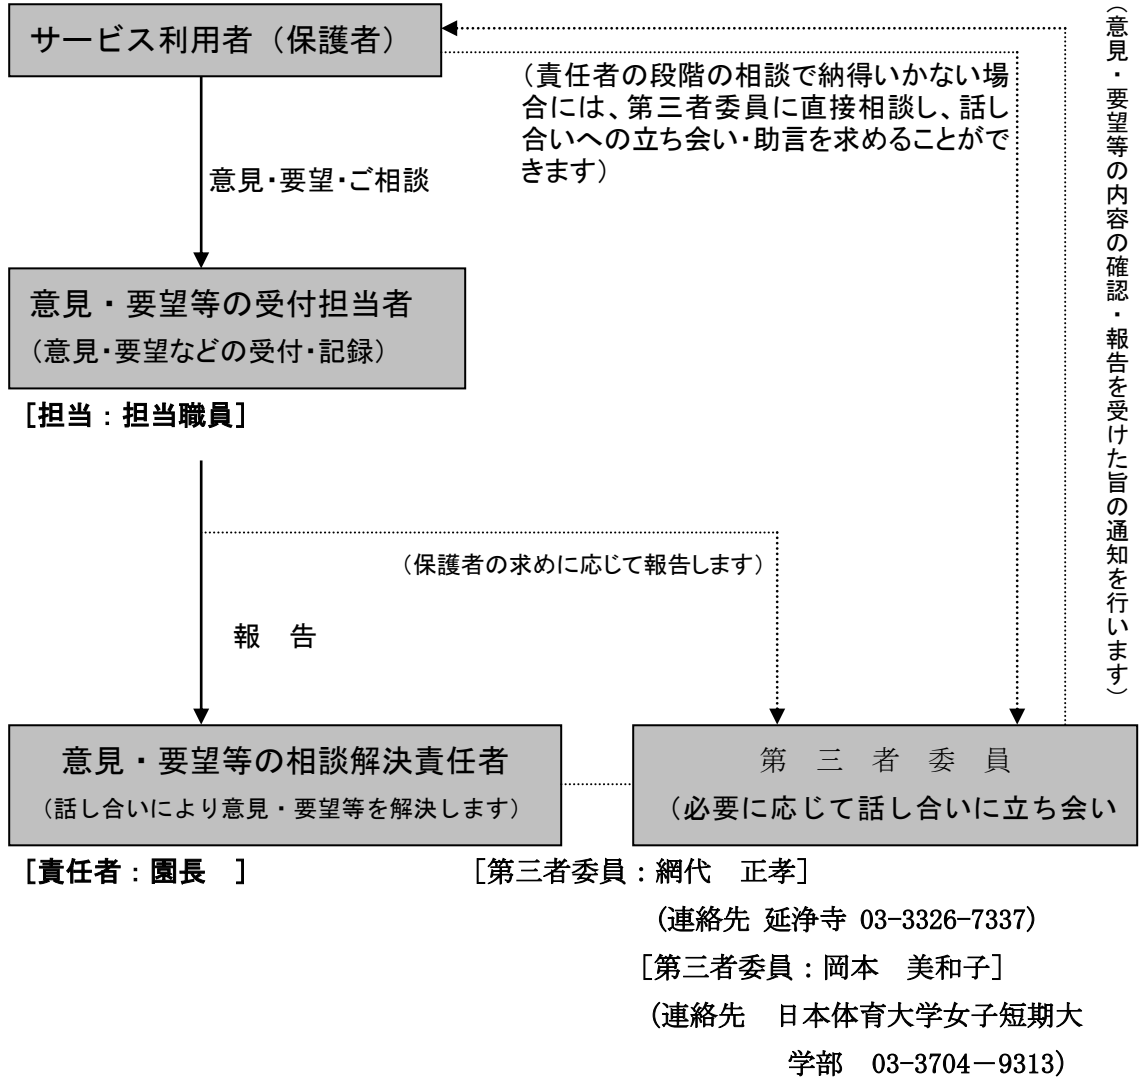 サービス利用者（保護者）
（責任者の段階の相談で納得いかない場
合には、第三者委員に直接相談し、話し
合いへの立ち会い・助言を求めることがで
きます）
（意見・要望等の内容の確認・報告を受けた旨の通知を行います）
意見・要望・ご相談
意見・要望等の受付担当者
（意見・要望などの受付・記録）
［担当：担当職員］
（保護者の求めに応じて報告します）
報　告
意見・要望等の相談解決責任者
（話し合いにより意見・要望等を解決します）
第　三　者　委　員
（必要に応じて話し合いに立ち会い
［責任者：園長　］
［第三者委員：網代　正孝］
（連絡先 延浄寺 03-3326-7337）
［第三者委員：岡本　美和子］
（連絡先　日本体育大学女子短期大
学部　03-3704－9313）